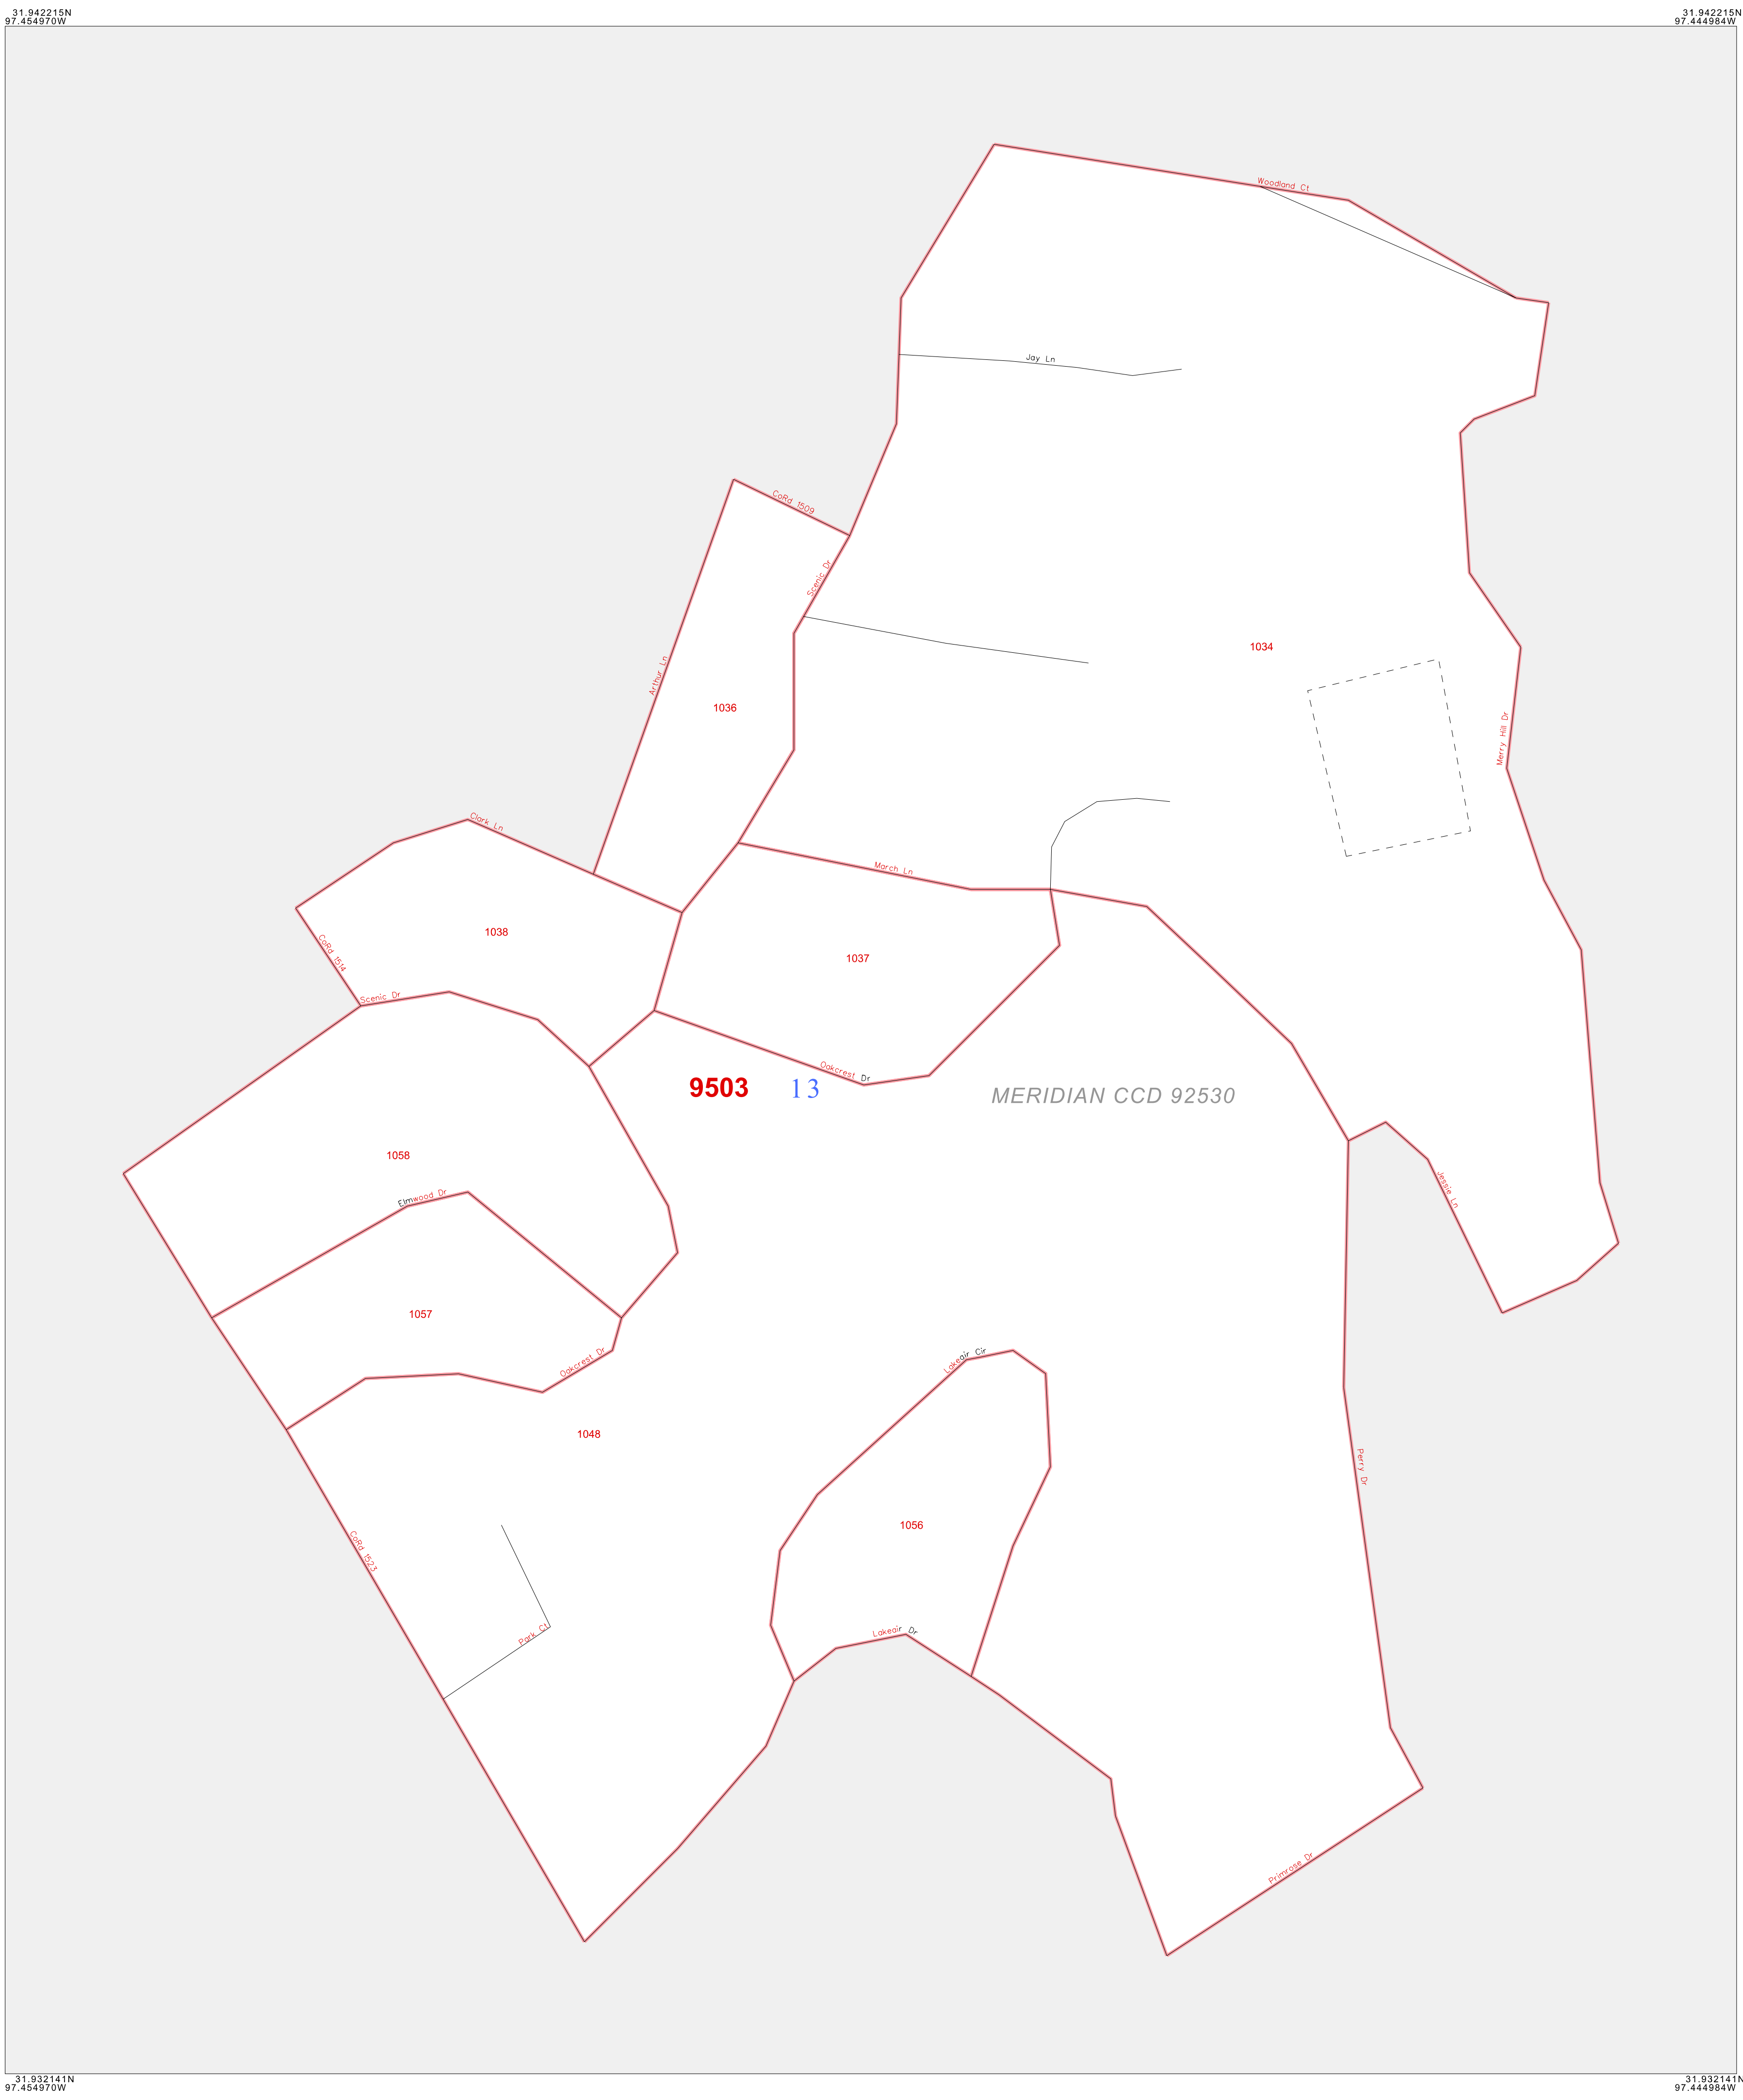 31.942215N
97.454970W
31.942215N
97.444984W
Woodland Ct
Jay Ln
CoRd 1509
Scenic Dr
1034
Arthur Ln
1036
Merry Hill Dr
Clark Ln
March Ln
1038
CoRd 1514
1037
Scenic Dr
Oakcrest Dr
9503
13
MERIDIAN CCD 92530
1058
Elmwood Dr
Jessie Ln
1057
Oakcrest Dr
Lakeair Cir
1048
Perry Dr
1056
CoRd 1523
Park Ct
Lakeair Dr
Primrose Dr
31.932141N
97.454970W
31.932141N
97.444984W